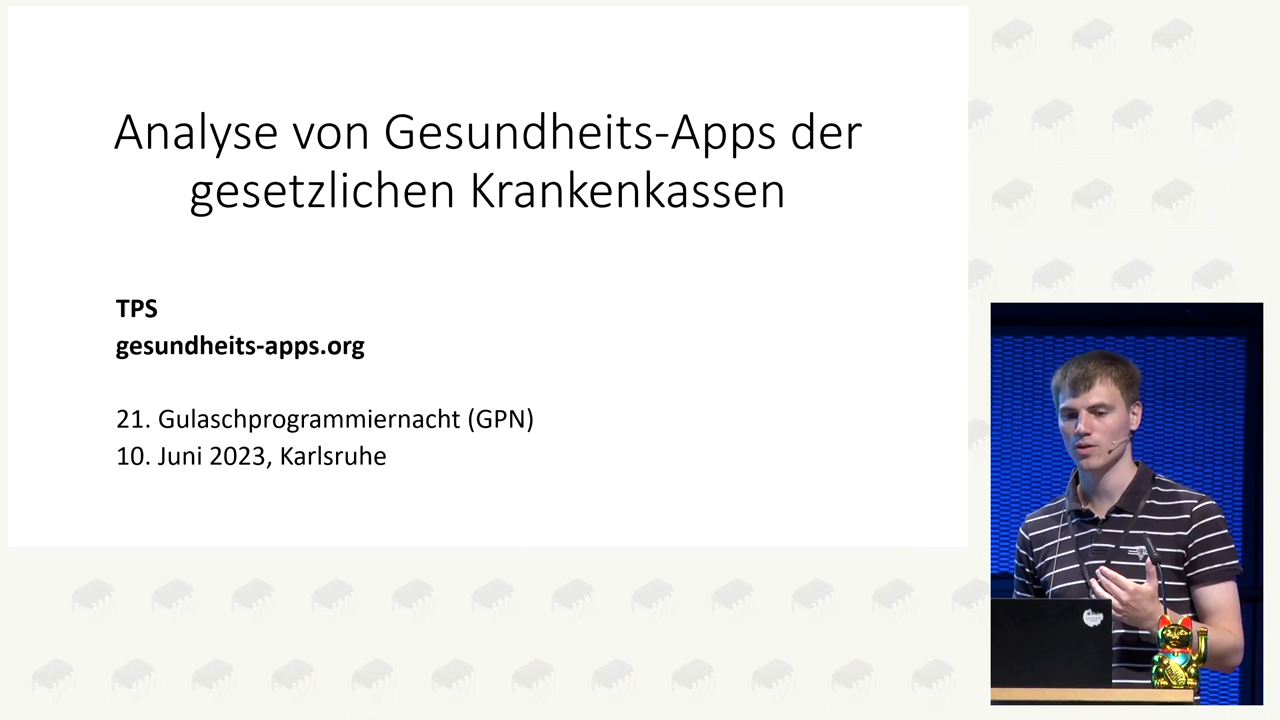 Analyse von Gesundheits-Apps der
gesetzlichen Krankenkassen
TPS
gesundheits-apps.org
21. Gulaschprogrammiernacht (GPN)
10. Juni 2023, Karlsruhe